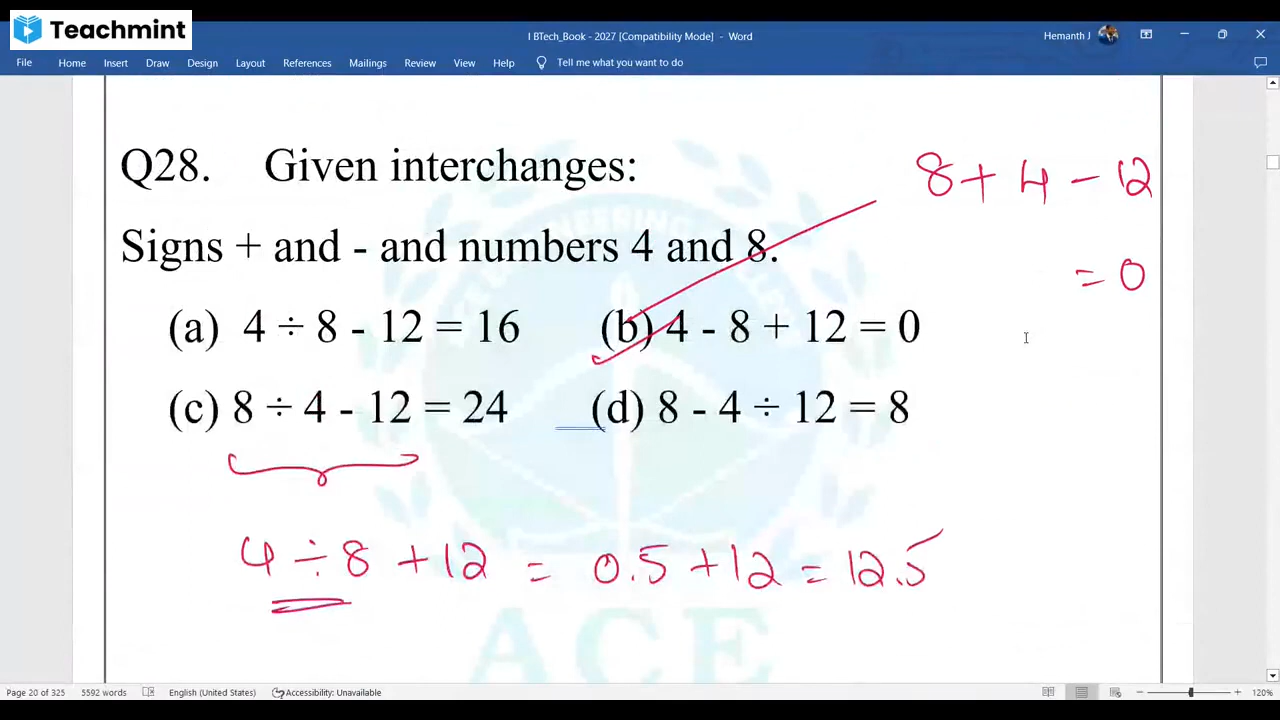 Teachmint
I BTech_Book - 2027 [Compatibility Mode] - Word
Hemanth J
File Home Insert Draw Design Layout References Mailings Review View Help Tell me what you want to do
Q28. Given interchanges:
8 + 4 - 12
Signs + and - and numbers 4 and 8.
= 0
(a) 4 ÷ 8 - 12 = 16 (b) 4 - 8 + 12 = 0
(c) 8 ÷ 4 - 12 = 24 (d) 8 - 4 ÷ 12 = 8
4 ÷ 8 + 12 = 0.5 + 12 = 12.5
ACE
Page 20 of 325 5592 words English (United States) Accessibility: Unavailable 120%